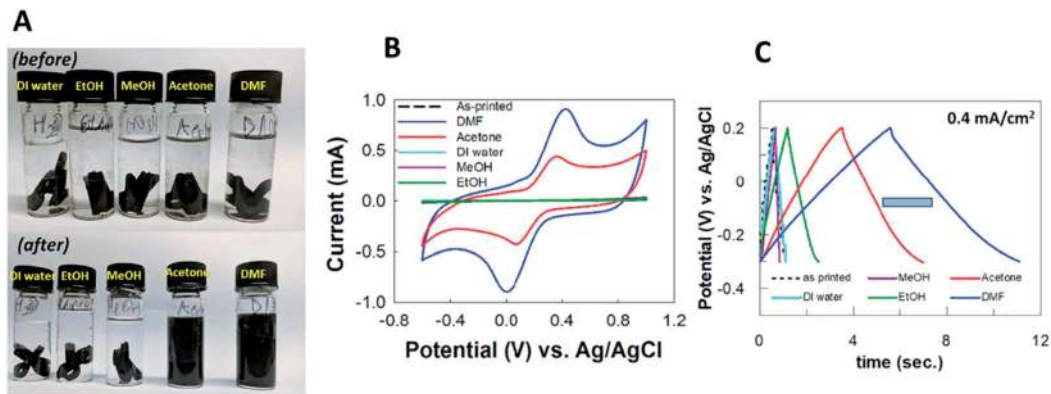 A
(before)
DI water EtOH MeOH Acetone DMF
(after)
DI water EtOH MeOH Acetone DMF
B
Current (mA)
1.0
0.5
0.0
-0.5
-1.0
As-printed
DMF
Acetone
DI water
MeOH
EtOH
-0.8 -0.4 0.0 0.4 0.8 1.2
Potential (V) vs. Ag/AgCl
C
0.4 mA/cm²
Potential (V) vs. Ag/AgCl
0.2
0
-0.2
-0.4
as printed MeOH Acetone
DI water EtOH DMF
0 4 8 12
time (sec.)